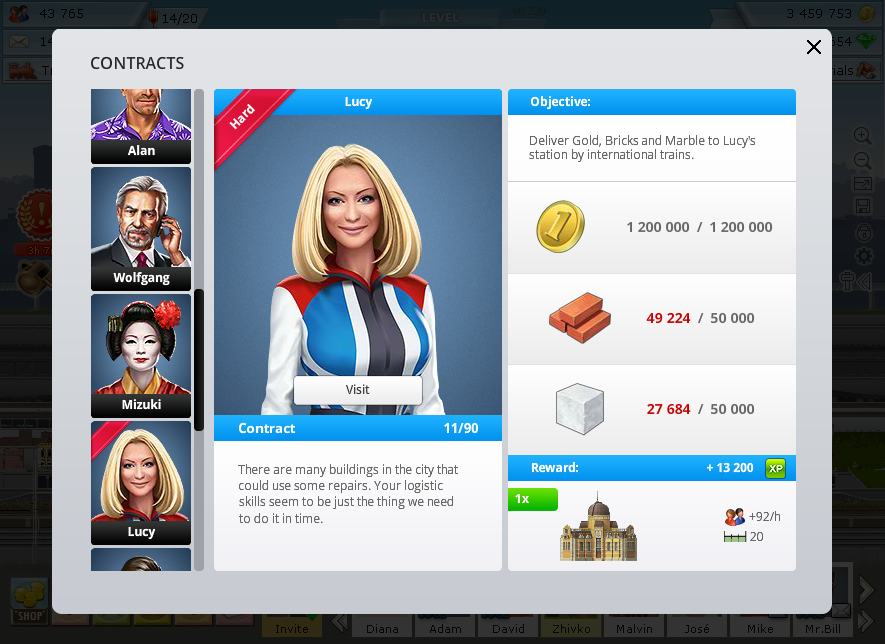 43 765
14/20
LEVEL
3 459 753
14
654
CONTRACTS
Tr
ials
Alan
Wolfgang
Mizuki
Lucy
Hard
Lucy
Visit
Contract 11/90
There are many buildings in the city that
could use some repairs. Your logistic
skills seem to be just the thing we need
to do it in time.
Objective:
Deliver Gold, Bricks and Marble to Lucy's
station by international trains.
1 200 000 / 1 200 000
49 224 / 50 000
27 684 / 50 000
Reward: + 13 200 XP
1x
+92/h
20
SHOP
Invite
Diana
Adam
David
Zhivko
Malvin
José
Mike
Mr.Bill